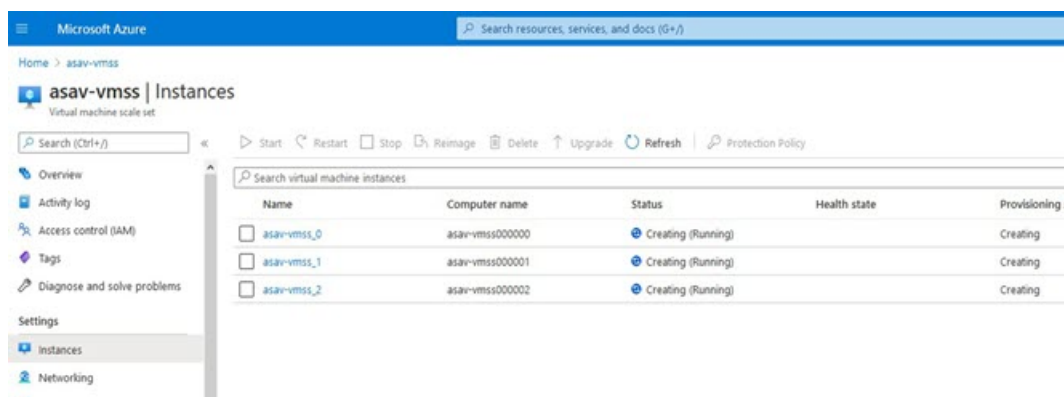 Microsoft Azure
Search resources, services, and docs (G+/)
Home > asav-vmss
asav-vmss | Instances
Virtual machine scale set
Search (Ctrl+/)
«
Start Restart Stop Reimage Delete Upgrade Refresh Protection Policy
Overview
Activity log
Access control (IAM)
Tags
Diagnose and solve problems
Settings
Instances
Networking
Search virtual machine instances
Name Computer name Status Health state Provisioning
asav-vmss_0 asav-vmss000000 Creating (Running) Creating
asav-vmss_1 asav-vmss000001 Creating (Running) Creating
asav-vmss_2 asav-vmss000002 Creating (Running) Creating